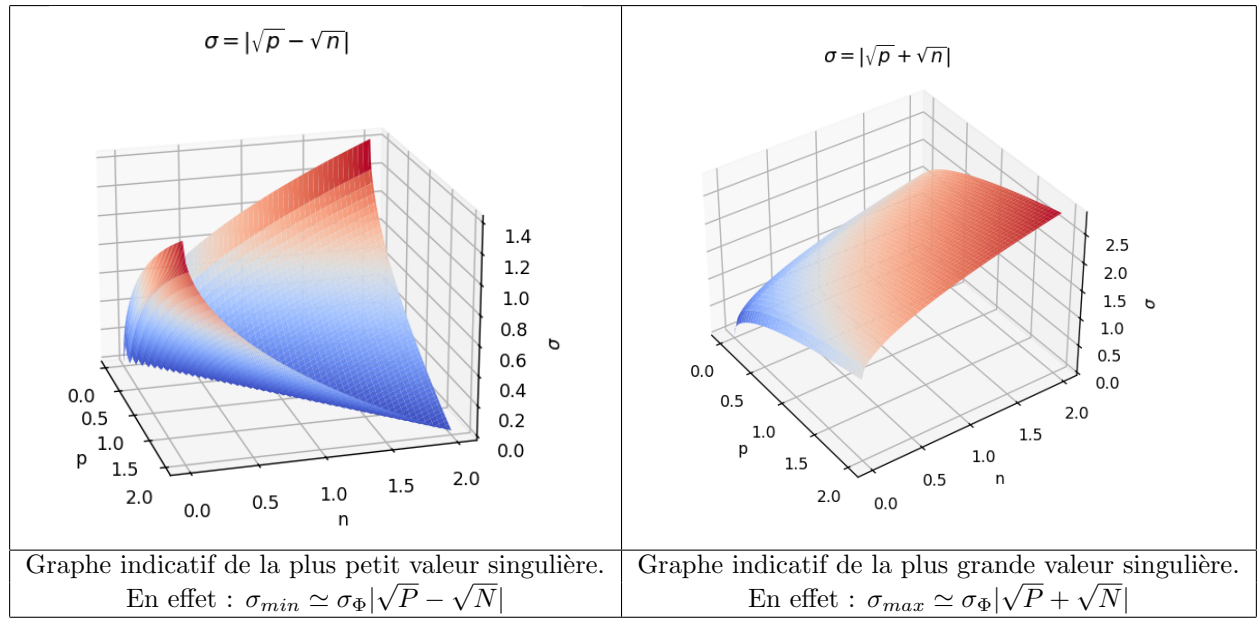 σ = |√p − √n|
1.4
1.2
1.0
0.8
0.6
0.4
0.2
0.0
σ
0.0
0.5
1.0
1.5
2.0
p
0.0
0.5
1.0
1.5
2.0
n
Graphe indicatif de la plus petit valeur singulière.
En effet : σ_min ≃ σ_Φ|√P − √N|
σ = |√p + √n|
2.5
2.0
1.5
1.0
0.5
0.0
σ
0.0
0.5
1.0
1.5
2.0
p
0.0
0.5
1.0
1.5
2.0
n
Graphe indicatif de la plus grande valeur singulière.
En effet : σ_max ≃ σ_Φ|√P + √N|